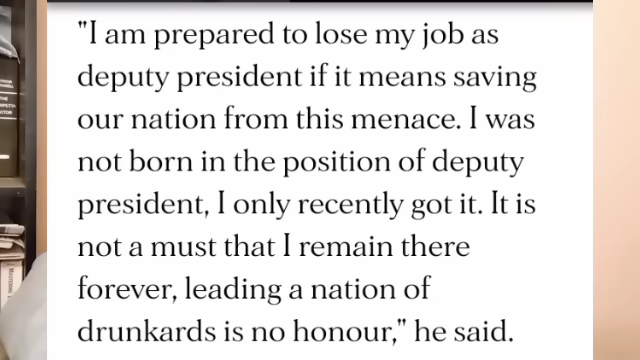 "I am prepared to lose my job as
deputy president if it means saving
our nation from this menace. I was
not born in the position of deputy
president, I only recently got it. It is
not a must that I remain there
forever, leading a nation of
drunkards is no honour," he said.